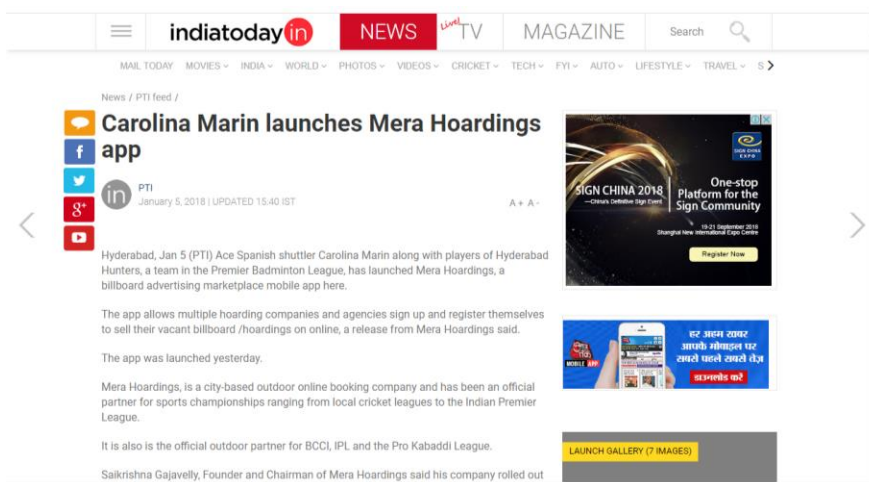 indiatoday in
NEWS
Live! TV
MAGAZINE
Search
MAIL TODAY MOVIES INDIA WORLD PHOTOS VIDEOS CRICKET TECH FYI AUTO LIFESTYLE TRAVEL S
News / PTI feed /
Carolina Marin launches Mera Hoardings
app
in
PTI
January 5, 2018 | UPDATED 15:40 IST
A + A -
f
g+
Hyderabad, Jan 5 (PTI) Ace Spanish shuttler Carolina Marin along with players of Hyderabad
Hunters, a team in the Premier Badminton League, has launched Mera Hoardings, a
billboard advertising marketplace mobile app here.
The app allows multiple hoarding companies and agencies sign up and register themselves
to sell their vacant billboard /hoardings on online, a release from Mera Hoardings said.
The app was launched yesterday.
Mera Hoardings, is a city-based outdoor online booking company and has been an official
partner for sports championships ranging from local cricket leagues to the Indian Premier
League.
It is also is the official outdoor partner for BCCI, IPL and the Pro Kabaddi League.
Saikrishna Gajavelly, Founder and Chairman of Mera Hoardings said his company rolled out
SIGN CHINA
EXPO
SIGN CHINA 2018
—China's Definitive Sign Event
One-stop
Platform for the
Sign Community
19-21 September 2018
Shanghai New International Expo Centre
Register Now
MOBILE APP
हर अहम खबर
आपके मोबाइल पर
सबसे पहले सबसे तेज़
डाउनलोड करें
LAUNCH GALLERY (7 IMAGES)